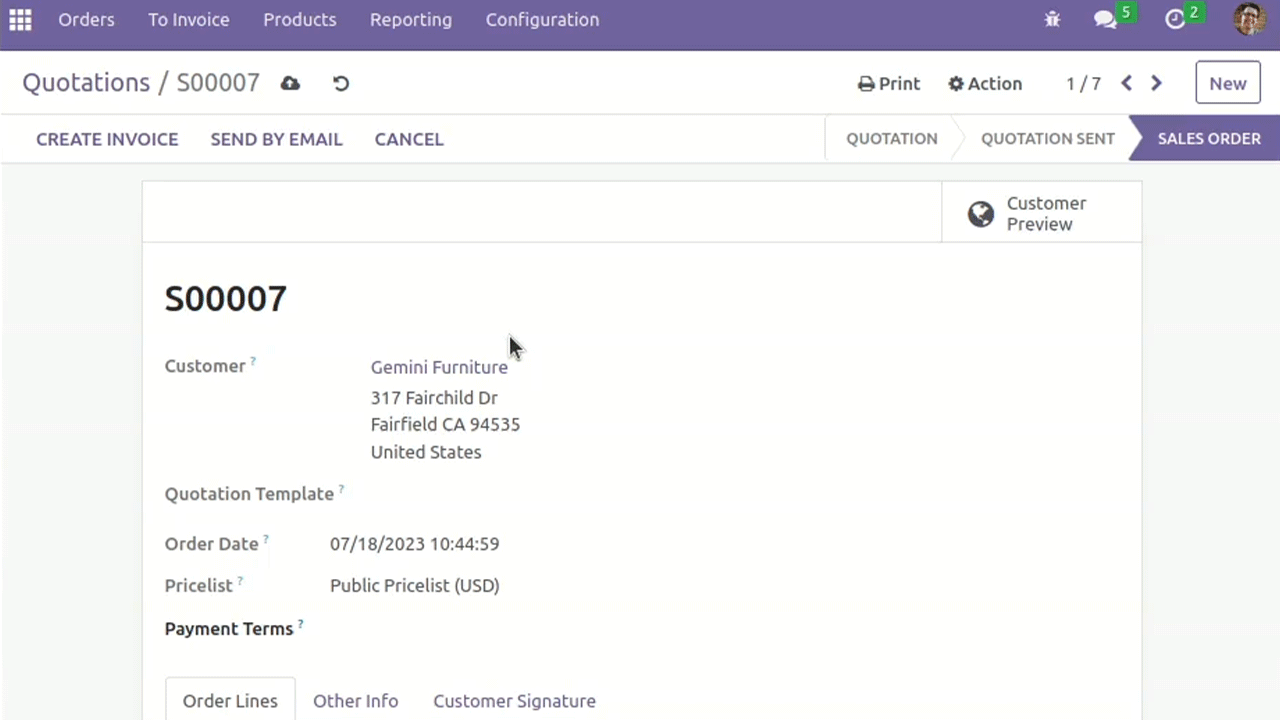 Orders To Invoice Products Reporting Configuration 5 2
Quotations / S00007 Print Action 1 / 7 New
CREATE INVOICE SEND BY EMAIL CANCEL QUOTATION QUOTATION SENT SALES ORDER
Customer
Preview
S00007
Customer ? Gemini Furniture
317 Fairchild Dr
Fairfield CA 94535
United States
Quotation Template ?
Order Date ? 07/18/2023 10:44:59
Pricelist ? Public Pricelist (USD)
Payment Terms ?
Order Lines Other Info Customer Signature